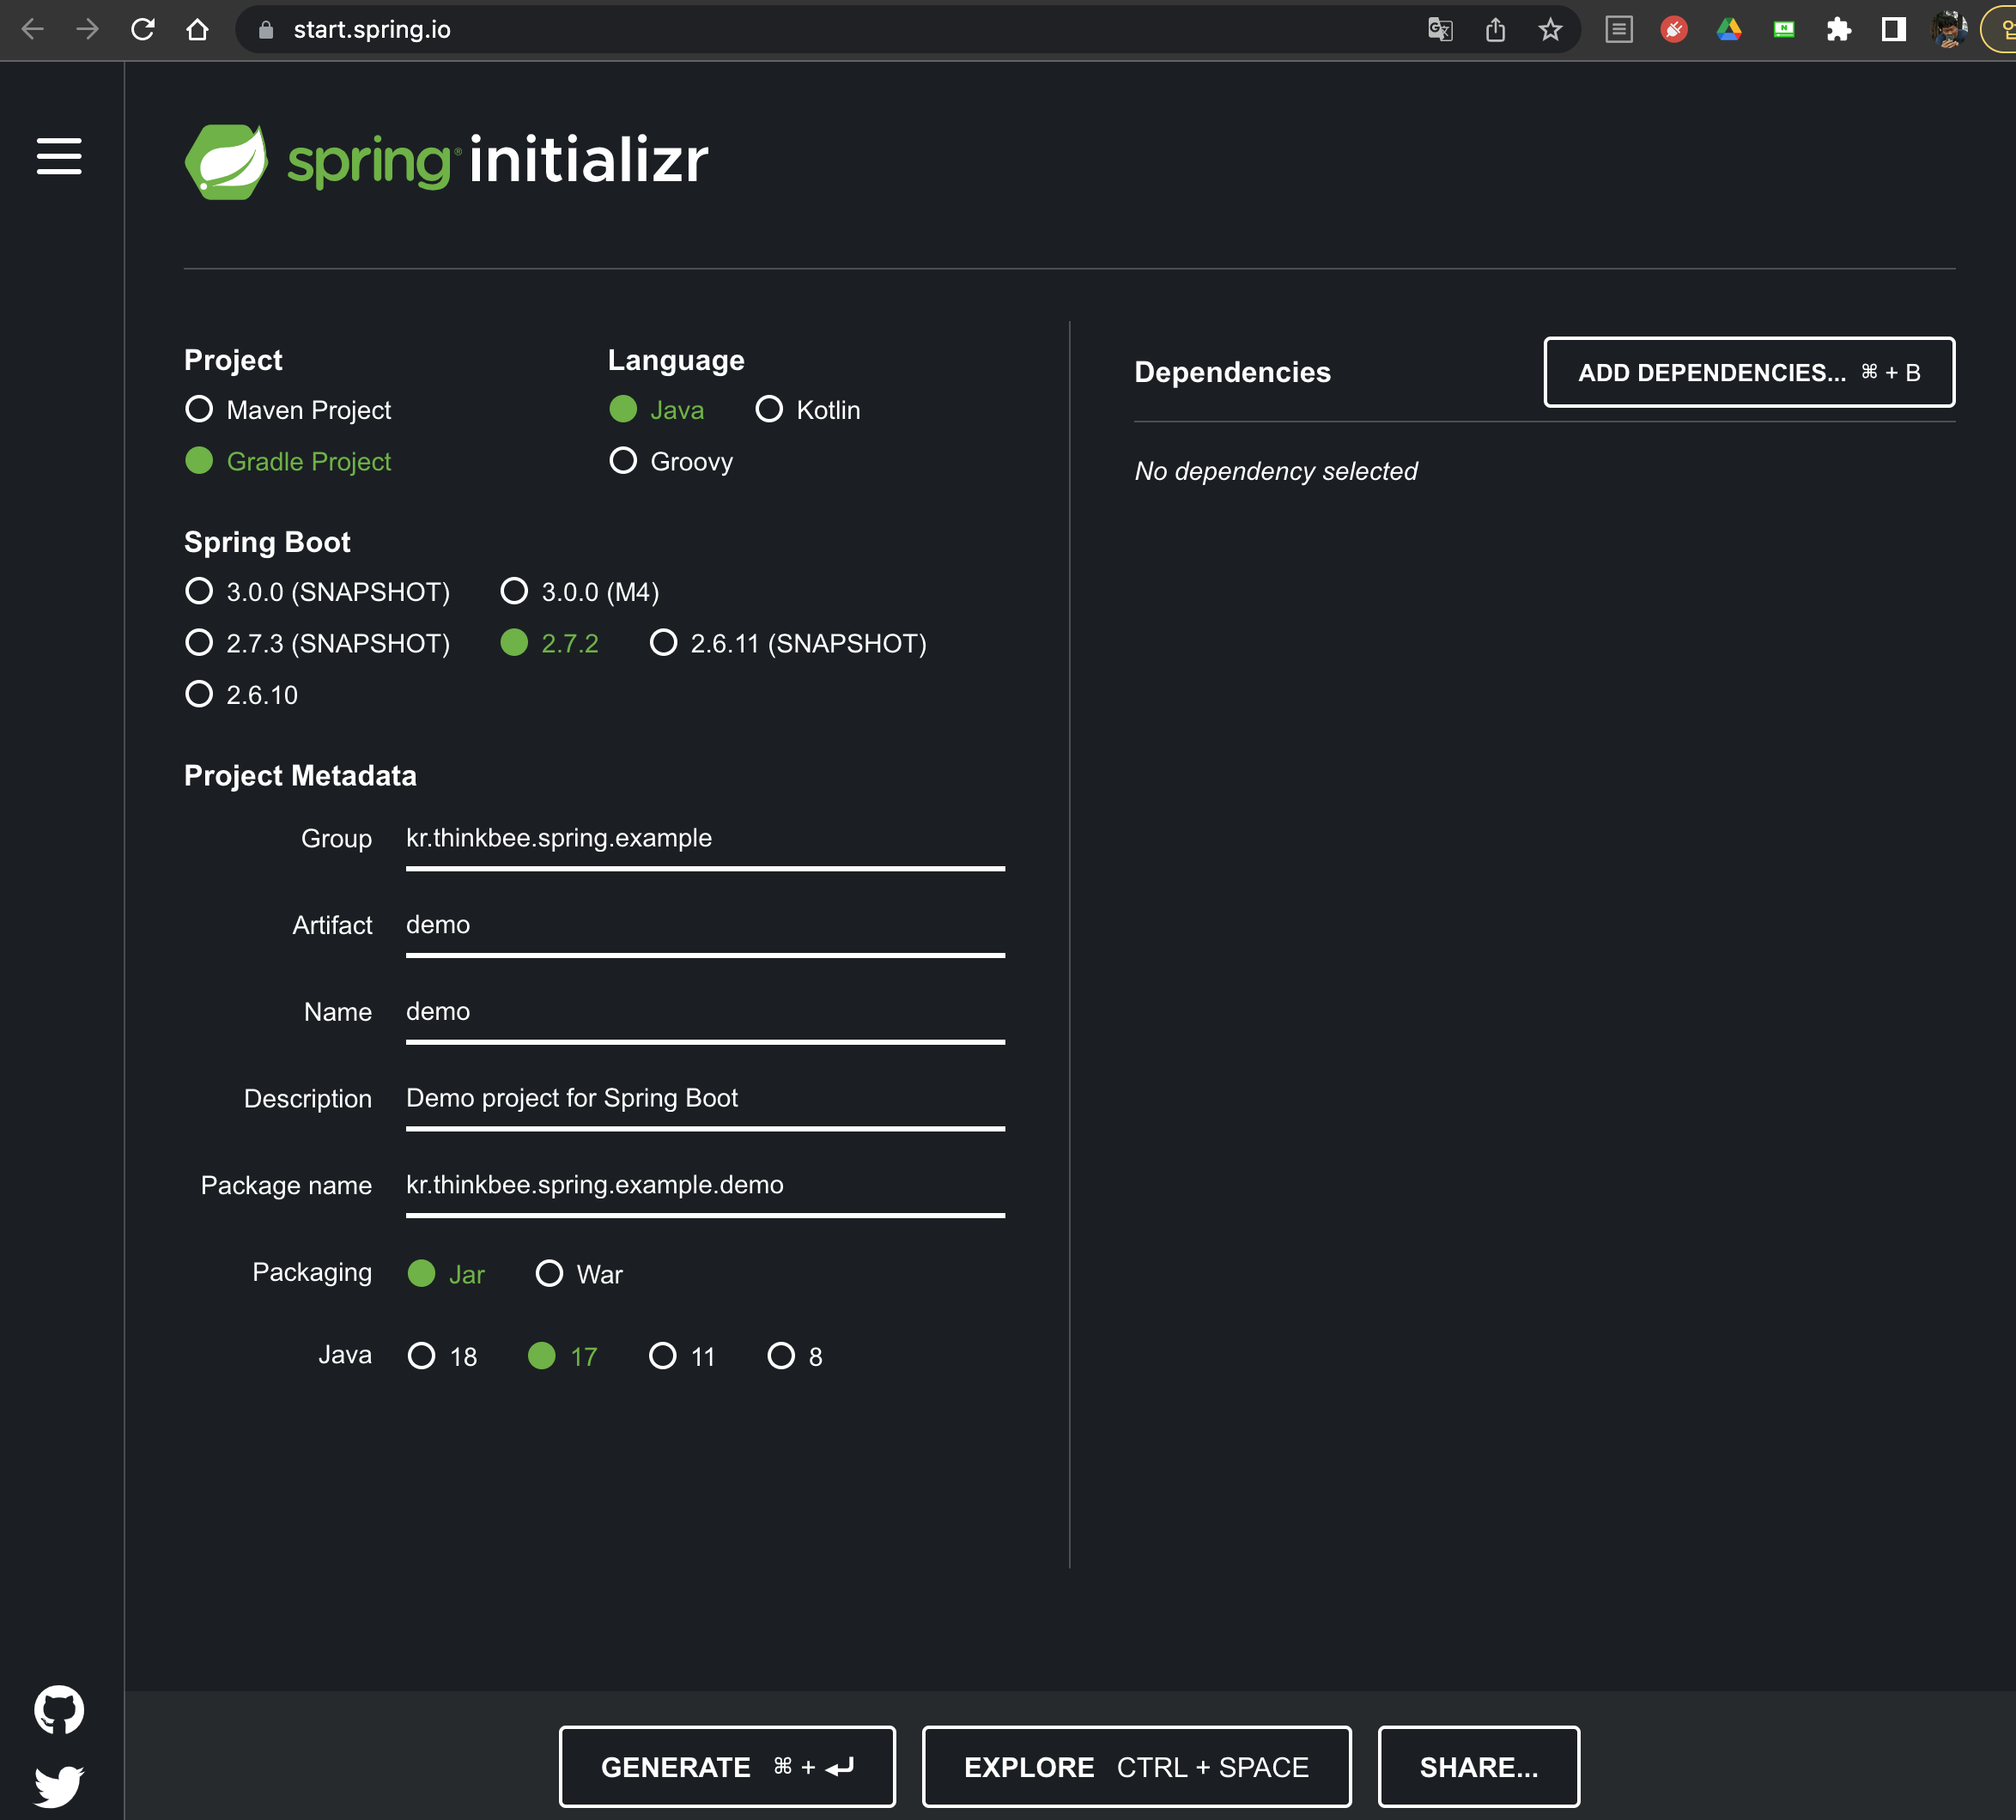 start.spring.io
spring® initializr
Project
Maven Project
Gradle Project
Language
Java Kotlin
Groovy
Spring Boot
3.0.0 (SNAPSHOT) 3.0.0 (M4)
2.7.3 (SNAPSHOT) 2.7.2 2.6.11 (SNAPSHOT)
2.6.10
Project Metadata
Group kr.thinkbee.spring.example
Artifact demo
Name demo
Description Demo project for Spring Boot
Package name kr.thinkbee.spring.example.demo
Packaging Jar War
Java 18 17 11 8
Dependencies ADD DEPENDENCIES... ⌘ + B
No dependency selected
GENERATE ⌘ + ⏎ EXPLORE CTRL + SPACE SHARE...